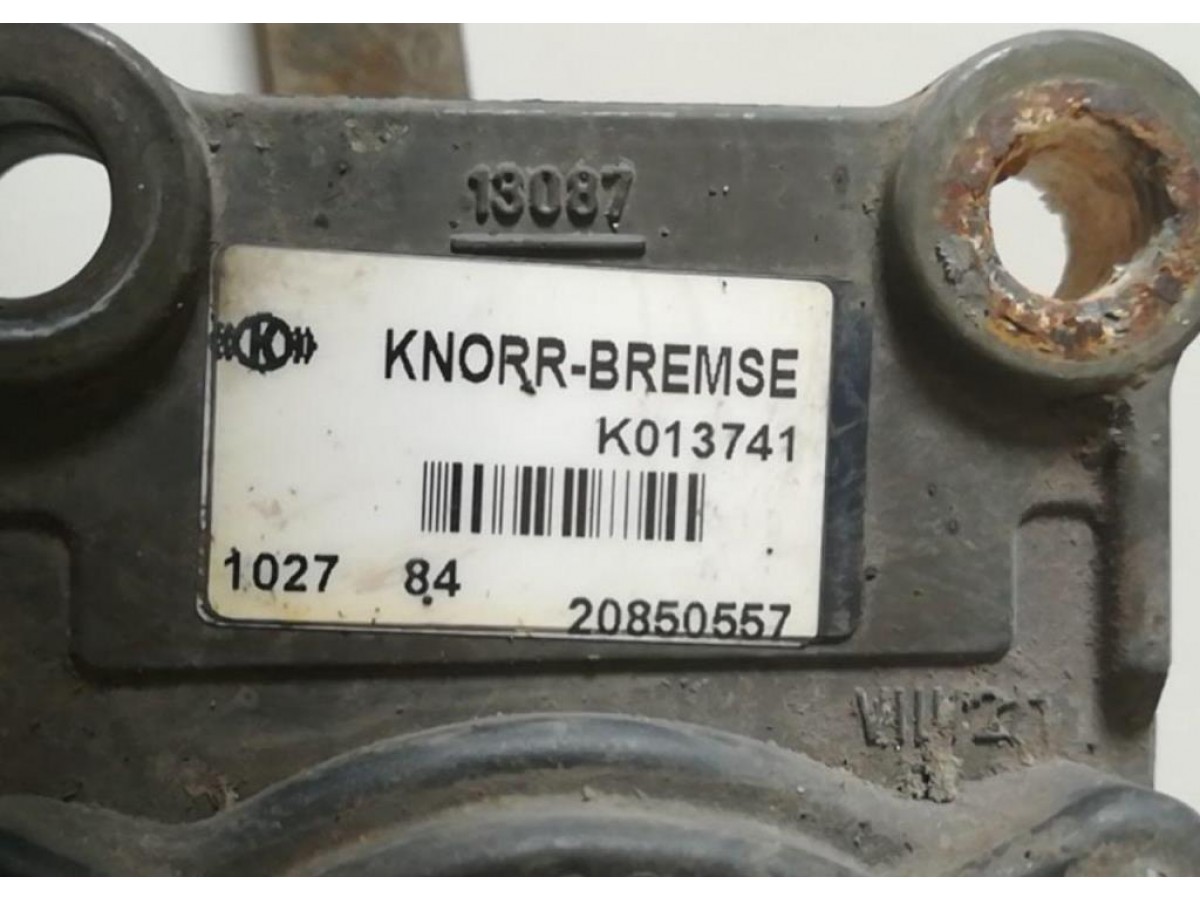 13087
K KNORR-BREMSE
K013741
1027 84
20850557